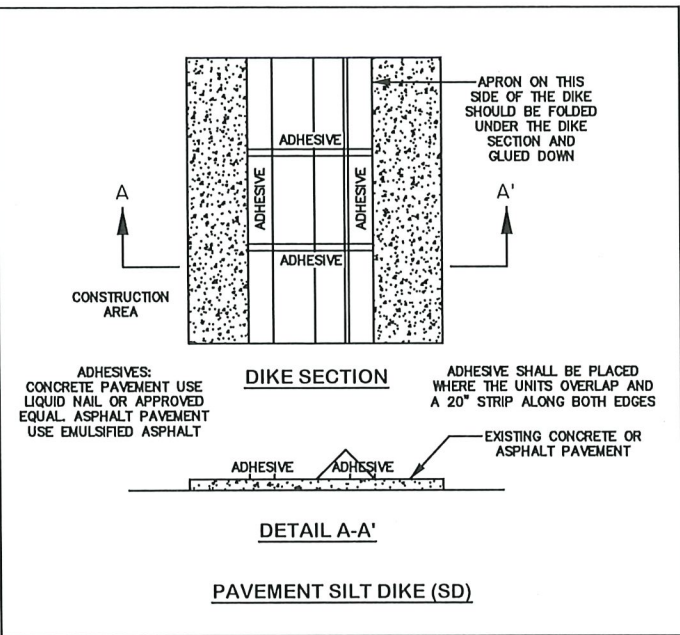 APRON ON THIS
SIDE OF THE DIKE
SHOULD BE FOLDED
UNDER THE DIKE
SECTION AND
GLUED DOWN
ADHESIVE
ADHESIVE
ADHESIVE
ADHESIVE
A
A'
CONSTRUCTION
AREA
DIKE SECTION
ADHESIVES:
CONCRETE PAVEMENT USE
LIQUID NAIL OR APPROVED
EQUAL. ASPHALT PAVEMENT
USE EMULSIFIED ASPHALT
ADHESIVE SHALL BE PLACED
WHERE THE UNITS OVERLAP AND
A 20" STRIP ALONG BOTH EDGES
EXISTING CONCRETE OR
ASPHALT PAVEMENT
ADHESIVE
ADHESIVE
DETAIL A-A'
PAVEMENT SILT DIKE (SD)